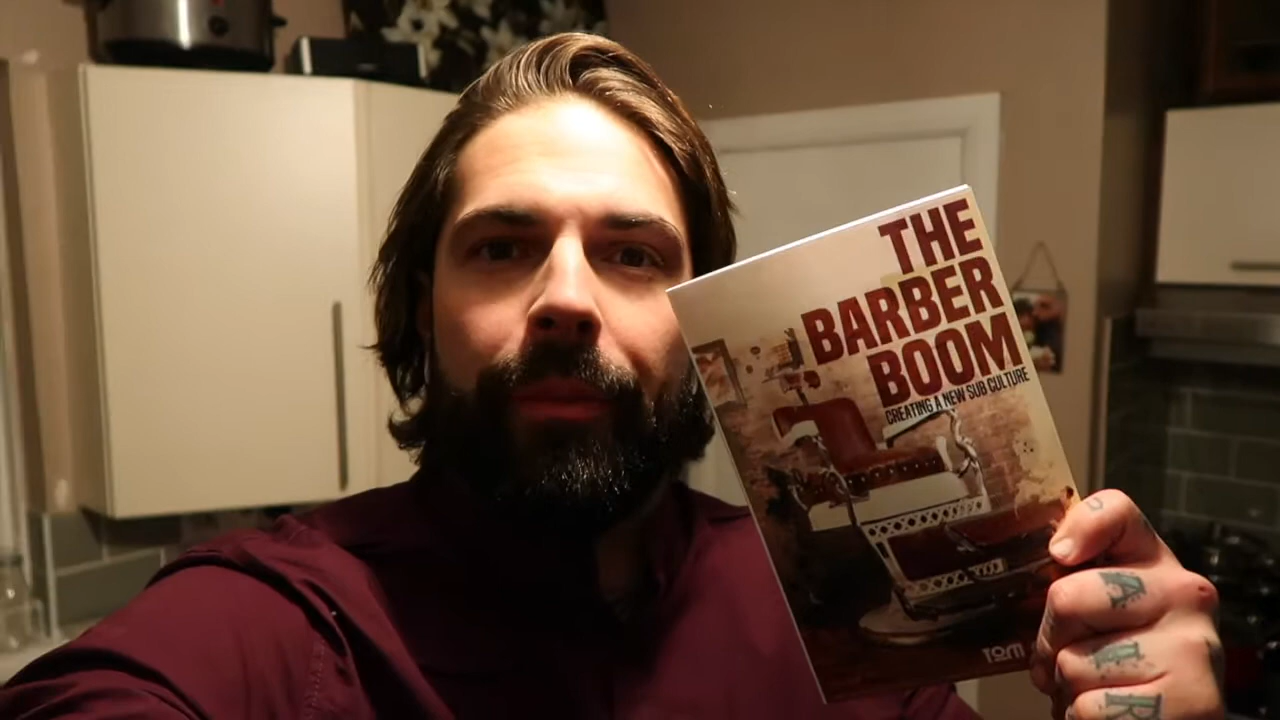 THE
BARBER
BOOM
CREATING A NEW SUB CULTURE
TOM